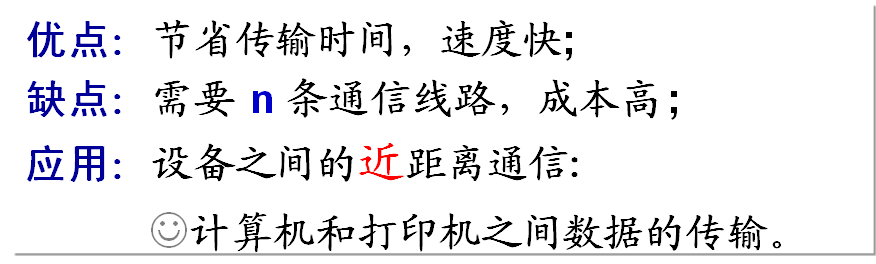 优点：节省传输时间，速度快;
缺点：需要 n 条通信线路，成本高;
应用：设备之间的近距离通信:
计算机和打印机之间数据的传输。